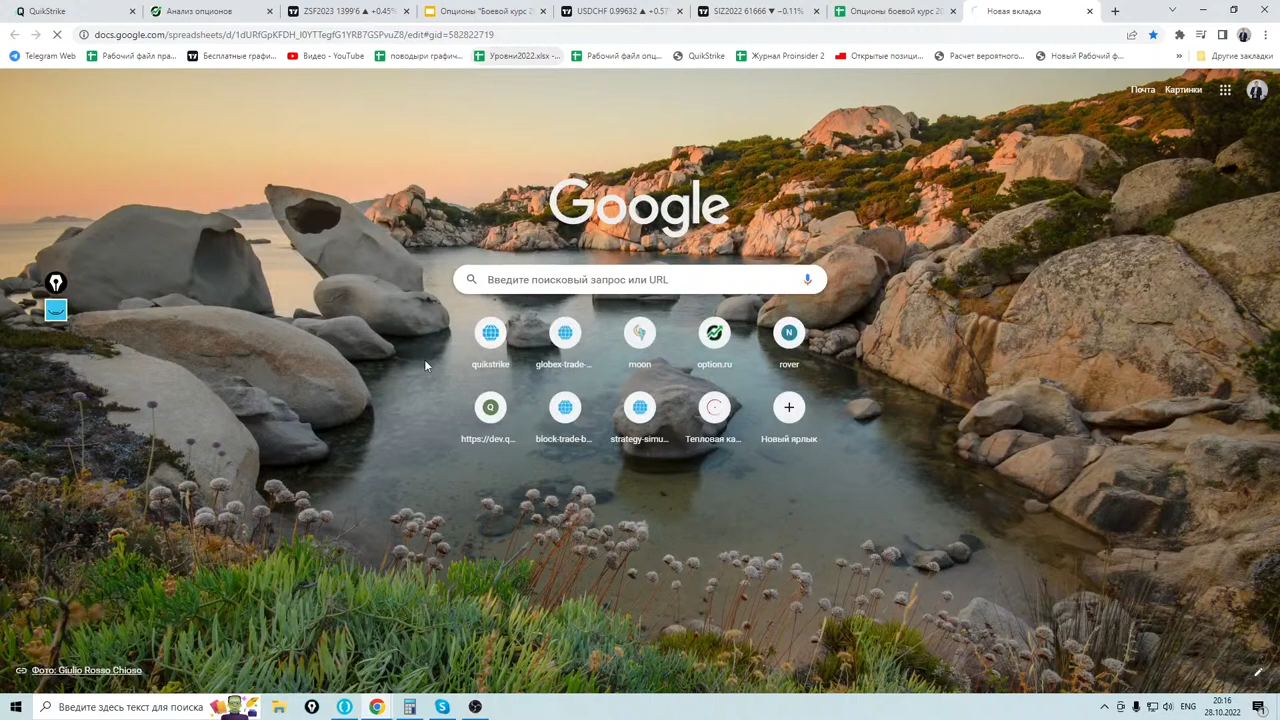 QuikStrike
Анализ опционов
ZSF2023 1399'6 ▲ +0.45%
Опционы "Боевой курс 2
USDCHF 0.99632 ▲ +0.57%
SIZ2022 61666 ▼ −0.11%
Опционы боевой курс 20
Новая вкладка
docs.google.com/spreadsheets/d/1dURfGpKFDH_I0YTTegfG1YRB7GSPvuZ8/edit#gid=582822719
Telegram Web
Рабочий файл пра...
Бесплатные графи...
Видео - YouTube
поводыри графич...
Уровни2022.xlsx -...
Рабочий файл опц...
QuikStrike
Журнал Proinsider 2
Открытые позици...
Расчет вероятного...
Новый Рабочий ф...
»
Другие закладки
Почта
Картинки
Google
Введите поисковый запрос или URL
quikstrike
globex-trade-...
moon
option.ru
N
rover
Q
https://dev.q...
block-trade-b...
strategy-simu...
Тепловая ка...
Новый ярлык
Фото: Giulio Rosso Chioso
Введите здесь текст для поиска
ENG
20:16
28.10.2022